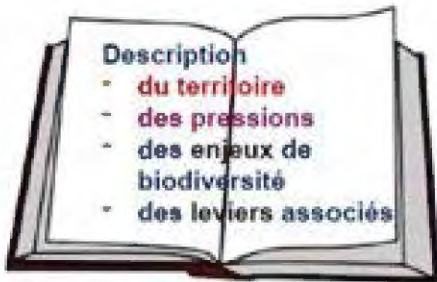 Description
- du territoire
- des pressions
- des enjeux de
biodiversité
- des leviers associés